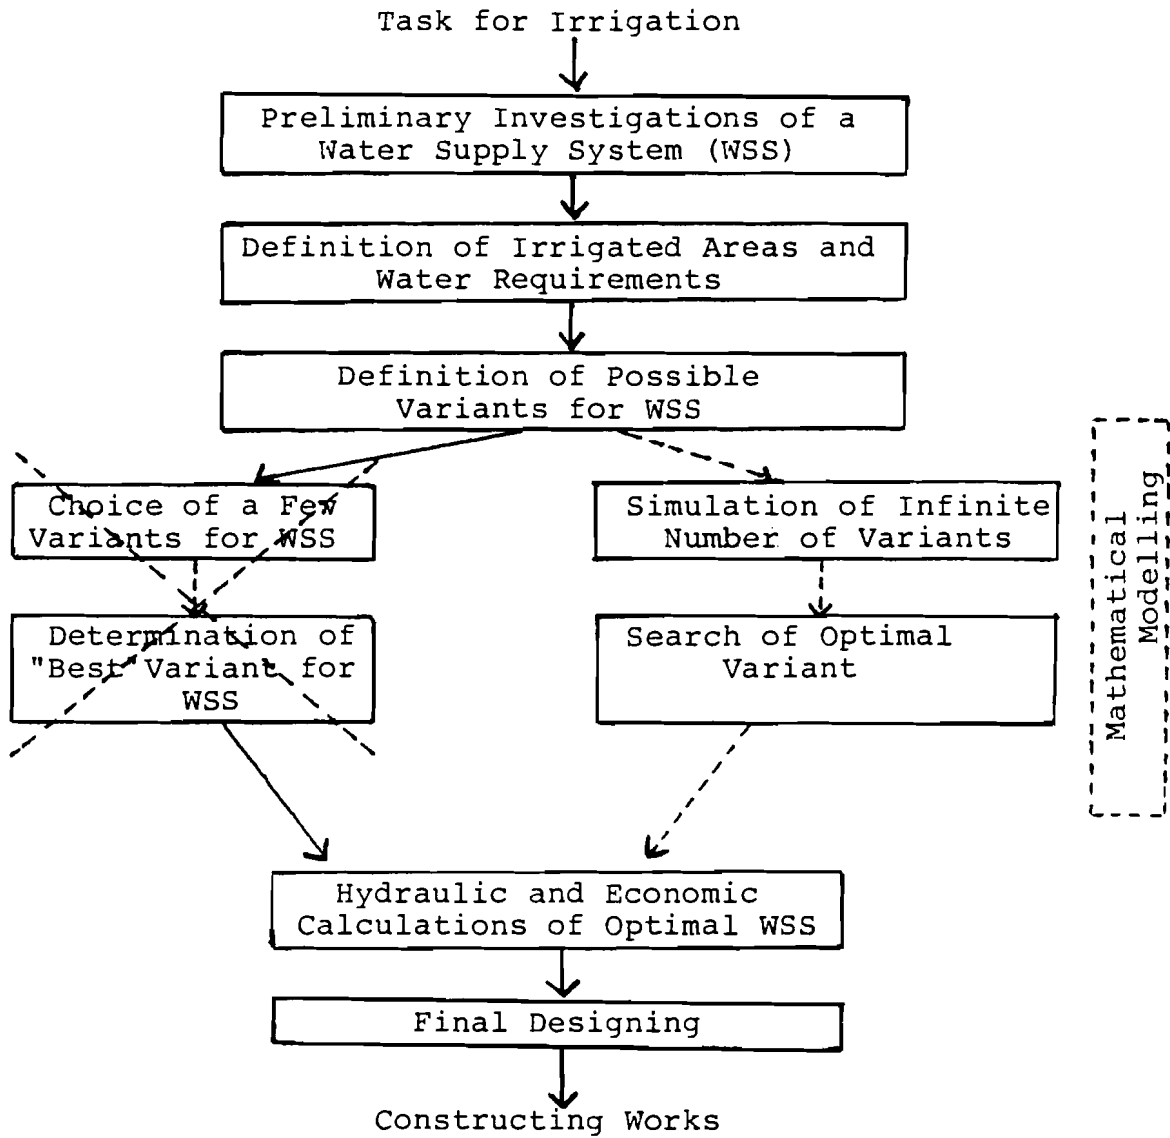 Task for Irrigation
Preliminary Investigations of a
Water Supply System (WSS)
Definition of Irrigated Areas and
Water Requirements
Definition of Possible
Variants for WSS
Choice of a Few
Variants for WSS
Determination of
"Best" Variant for
WSS
Simulation of Infinite
Number of Variants
Search of Optimal
Variant
Mathematical
Modelling
Hydraulic and Economic
Calculations of Optimal WSS
Final Designing
Constructing Works